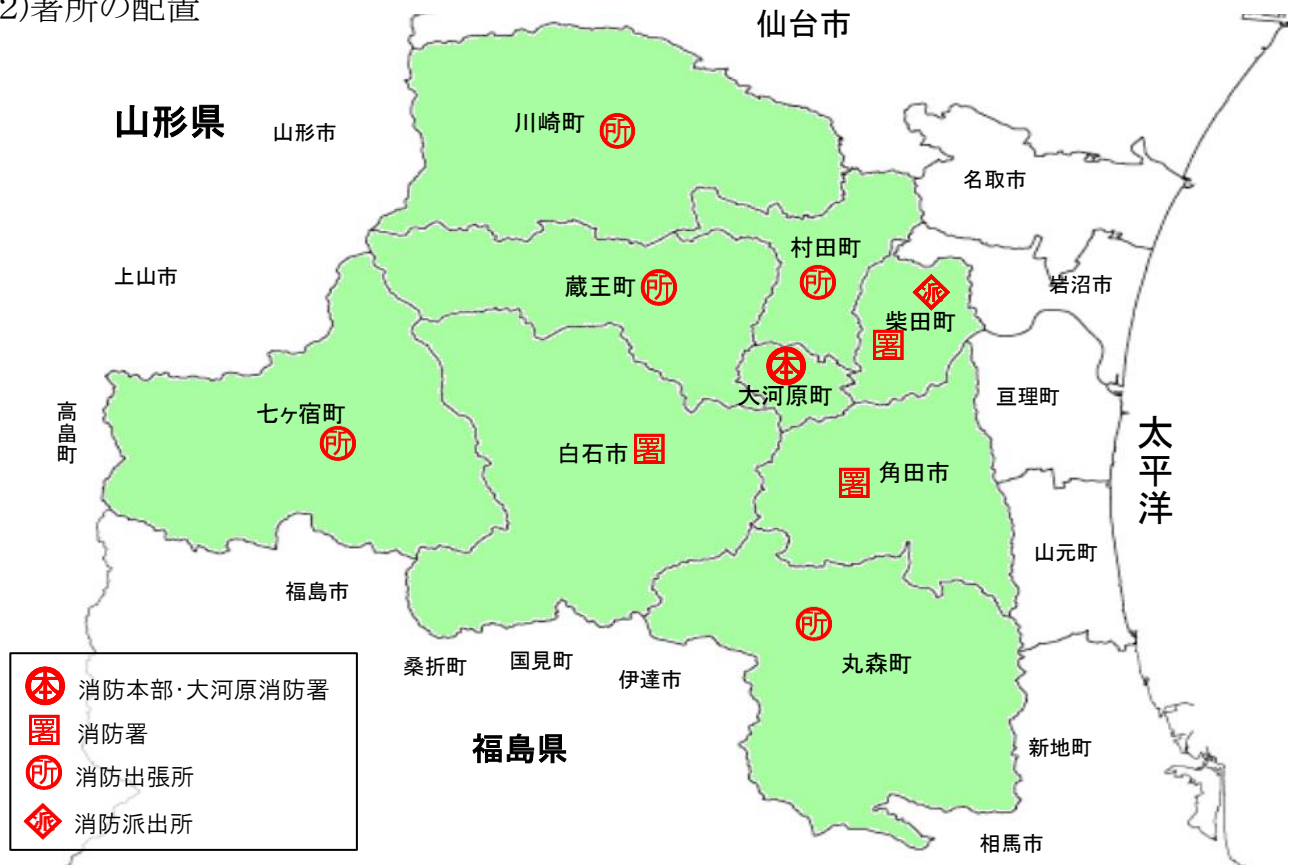 2)署所の配置
仙台市
山形県
山形市
川崎町
所
名取市
村田町
所
上山市
蔵王町
所
岩沼市
派
柴田町
署
本
大河原町
亘理町
高畠町
七ヶ宿町
所
白石市
署
角田市
署
太平洋
山元町
福島市
所
丸森町
桑折町
国見町
伊達市
福島県
新地町
相馬市
本 消防本部・大河原消防署
署 消防署
所 消防出張所
派 消防派出所